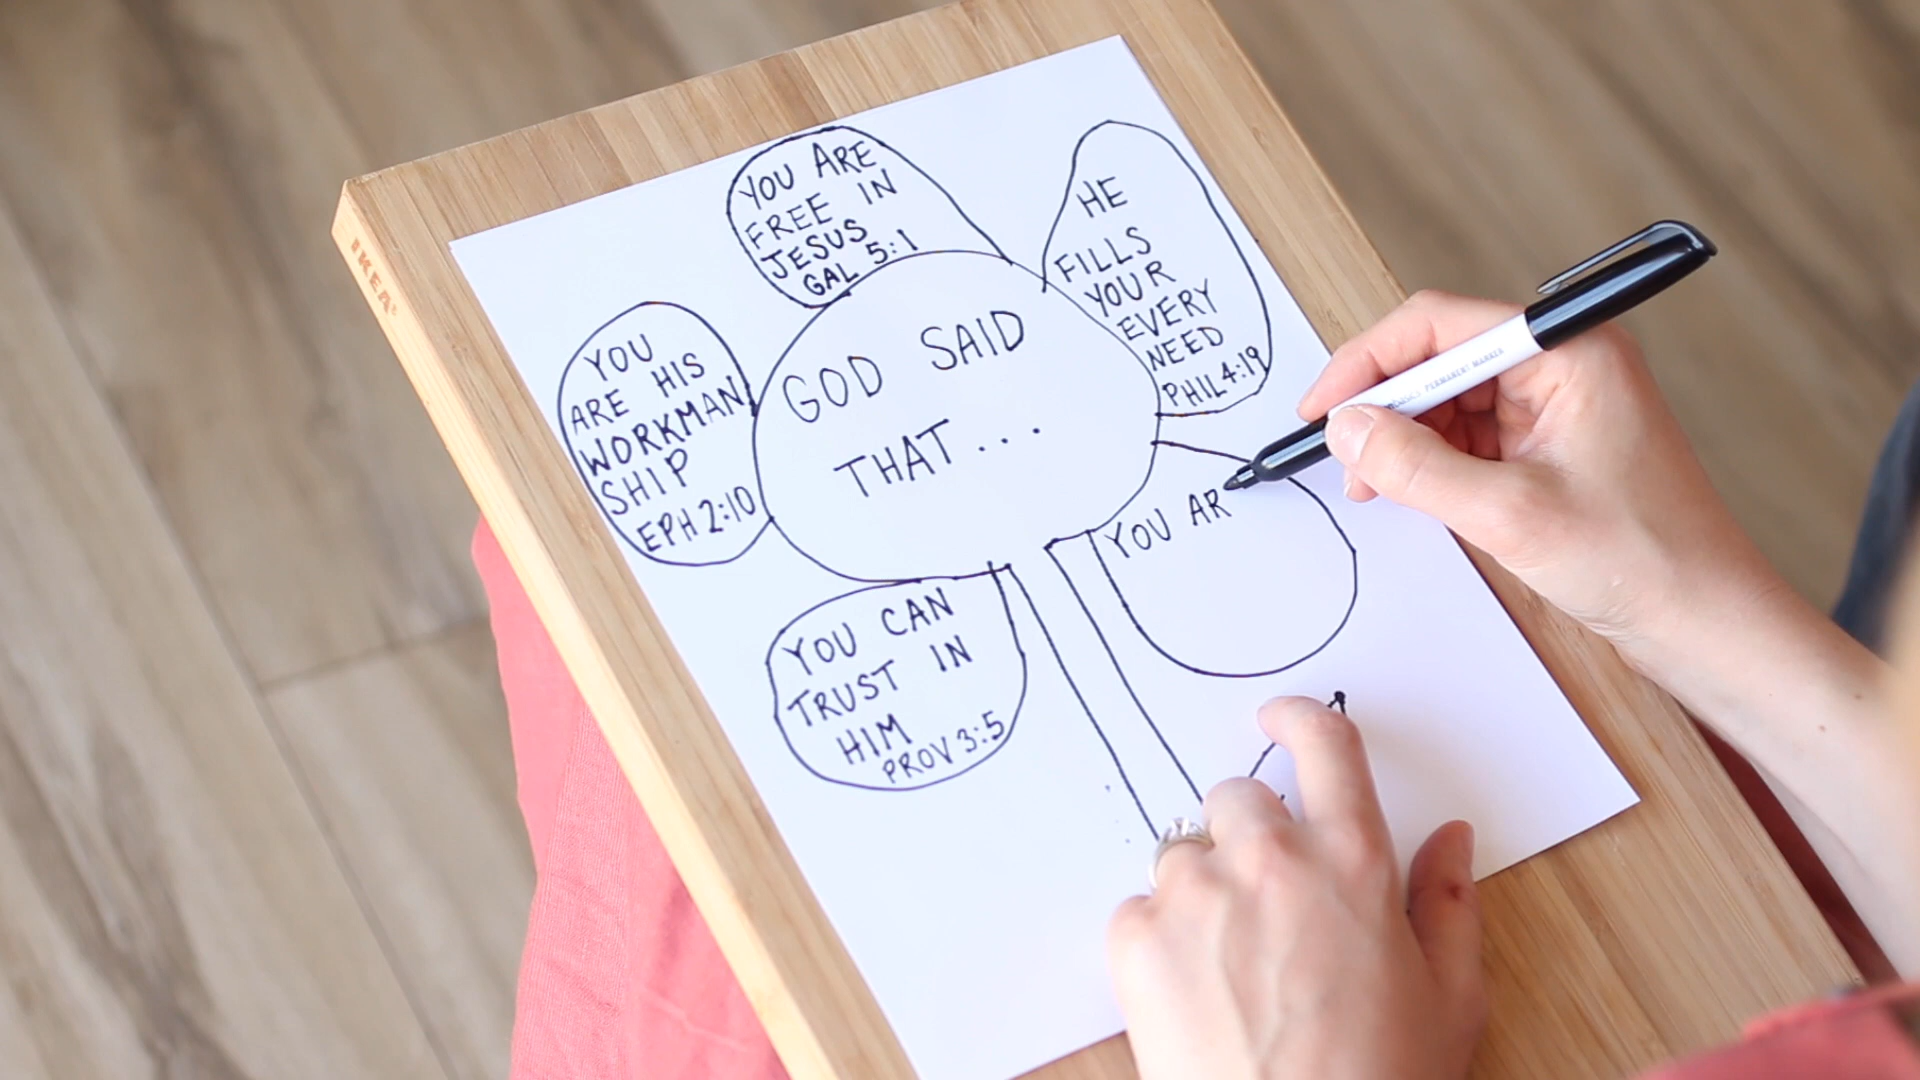 YOU ARE
FREE IN
JESUS
GAL 5:1
HE
FILLS
YOUR
EVERY
NEED
PHIL 4:19
YOU
ARE HIS
WORKMAN
SHIP
EPH 2:10
GOD SAID
THAT...
YOU AR
YOU CAN
TRUST IN
HIM
PROV 3:5
IKEA
PERMANENT MARKER